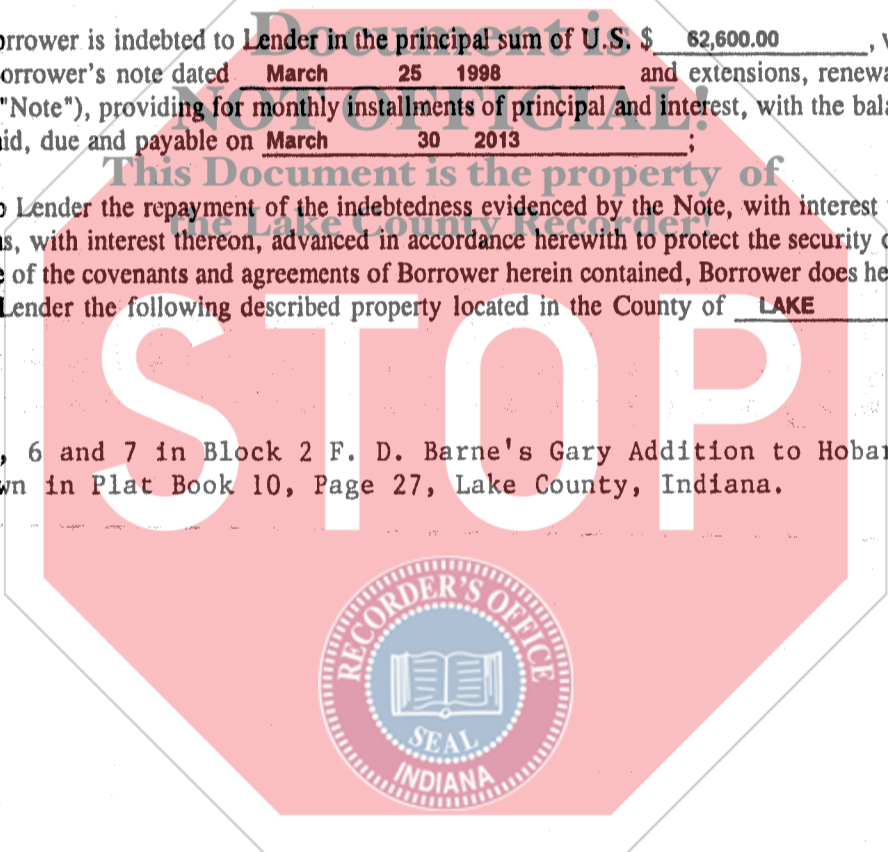 Document is
orrower is indebted to Lender in the principal sum of U.S. $ 62,600.00 ,
orrower's note dated March 25 1998 and extensions, renewa
"Note"), providing for monthly installments of principal and interest, with the bala
NOT OFFICIAL!
id, due and payable on March 30 2013 ;
This Document is the property of
o Lender the repayment of the indebtedness evidenced by the Note, with interest
the Lake County Recorder!
s, with interest thereon, advanced in accordance herewith to protect the security
e of the covenants and agreements of Borrower herein contained, Borrower does he
Lender the following described property located in the County of LAKE
STOP
, 6 and 7 in Block 2 F. D. Barne's Gary Addition to Hobar
wn in Plat Book 10, Page 27, Lake County, Indiana.
RECORDER'S OFFICE
SEAL
INDIANA